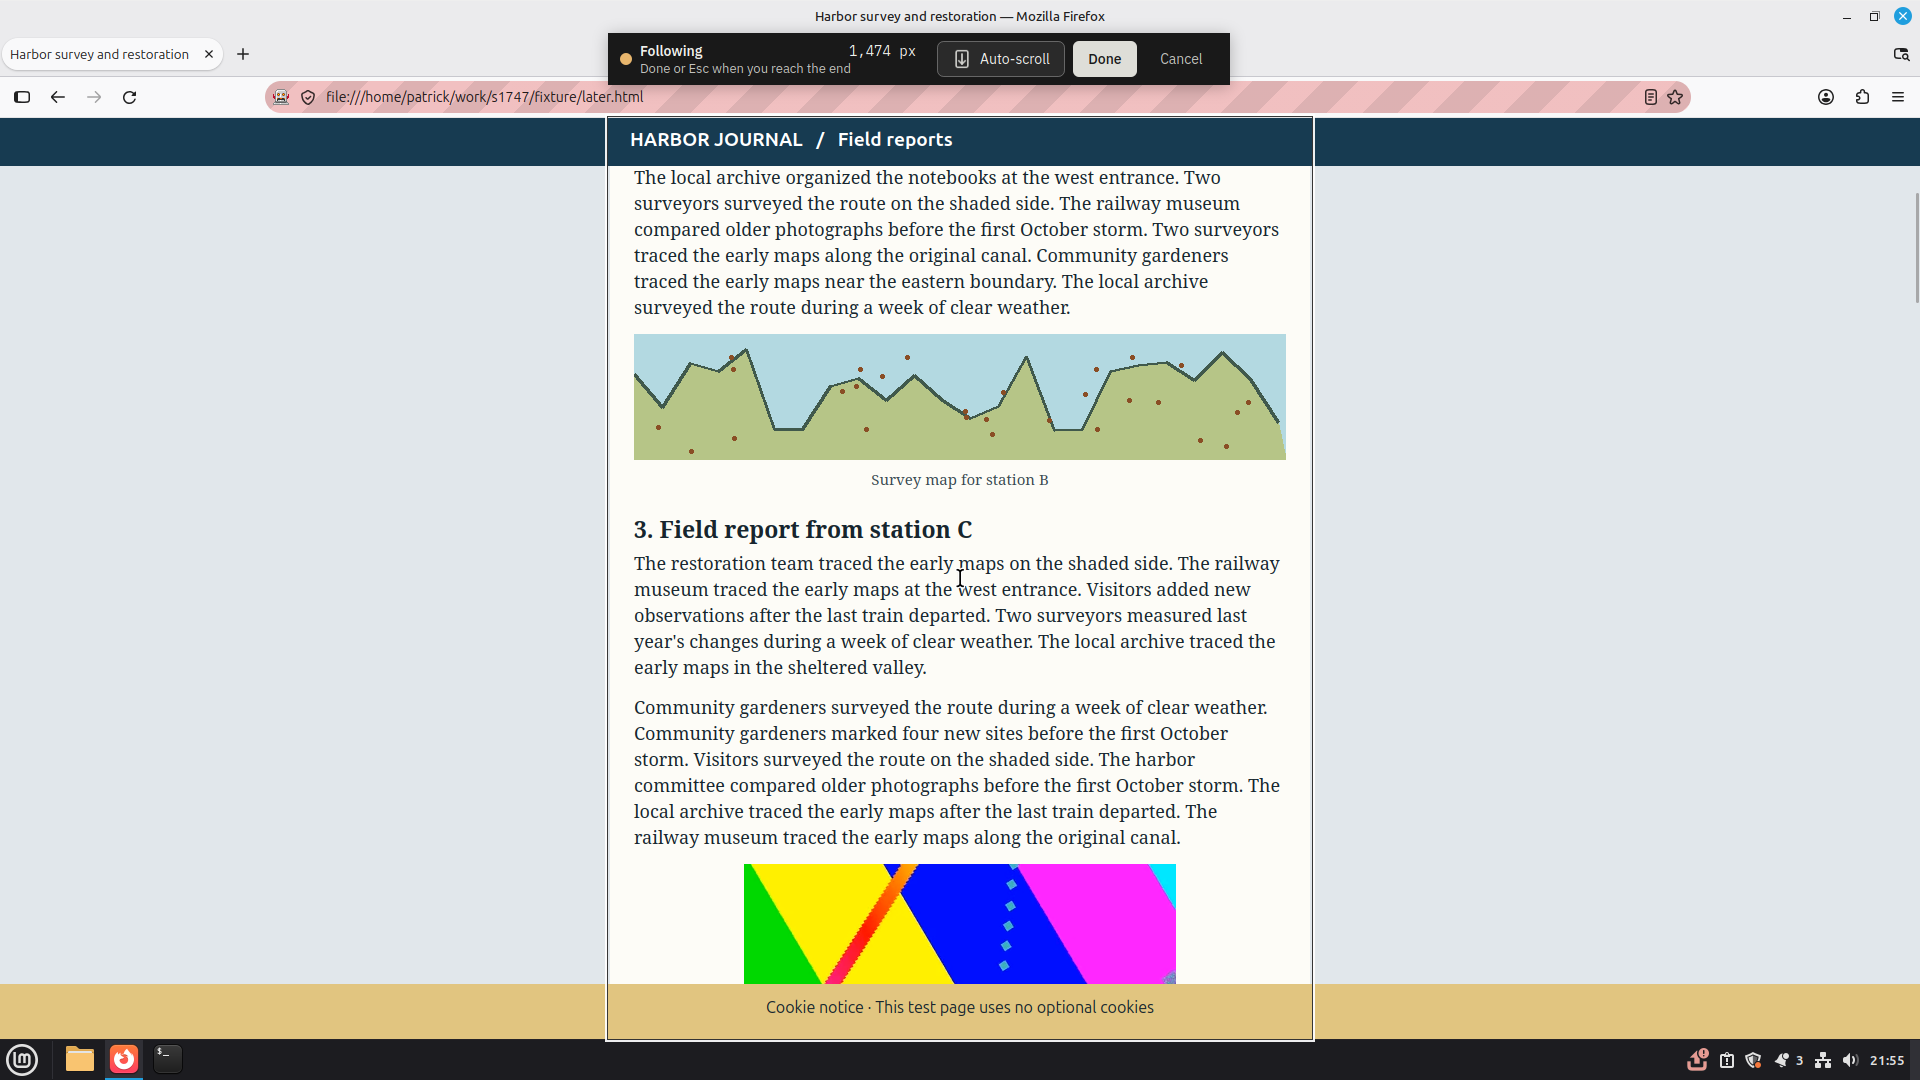 Harbor survey and restoration — Mozilla Firefox
Harbor survey and restoration
Following
1,474 px
Done or Esc when you reach the end
Auto-scroll
Done
Cancel
file:///home/patrick/work/s1747/fixture/later.html
HARBOR JOURNAL / Field reports
The local archive organized the notebooks at the west entrance. Two
surveyors surveyed the route on the shaded side. The railway museum
compared older photographs before the first October storm. Two surveyors
traced the early maps along the original canal. Community gardeners
traced the early maps near the eastern boundary. The local archive
surveyed the route during a week of clear weather.
Survey map for station B
3. Field report from station C
The restoration team traced the early maps on the shaded side. The railway
museum traced the early maps at the west entrance. Visitors added new
observations after the last train departed. Two surveyors measured last
year's changes during a week of clear weather. The local archive traced the
early maps in the sheltered valley.
Community gardeners surveyed the route during a week of clear weather.
Community gardeners marked four new sites before the first October
storm. Visitors surveyed the route on the shaded side. The harbor
committee compared older photographs before the first October storm. The
local archive traced the early maps after the last train departed. The
railway museum traced the early maps along the original canal.
Cookie notice · This test page uses no optional cookies
3
21:55